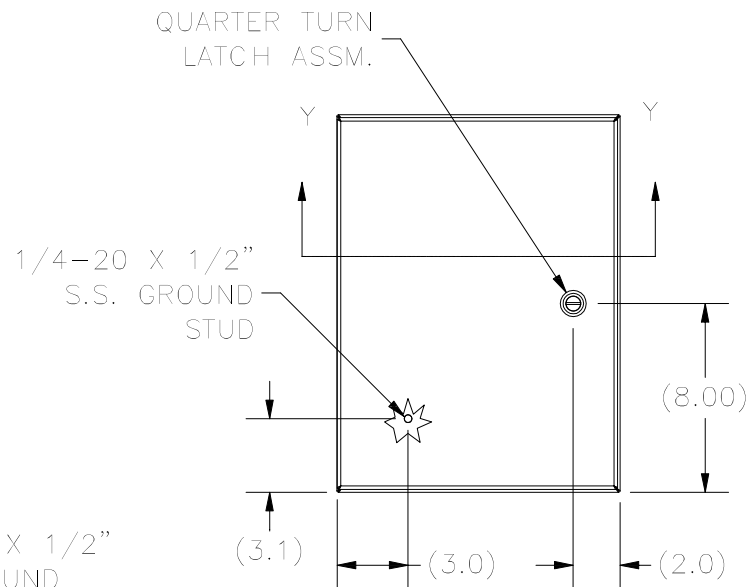 QUARTER TURN
LATCH ASSM.
Y
Y
1/4-20 X 1/2"
S.S. GROUND
STUD
(8.00)
X 1/2"
(3.1)
(3.0)
(2.0)